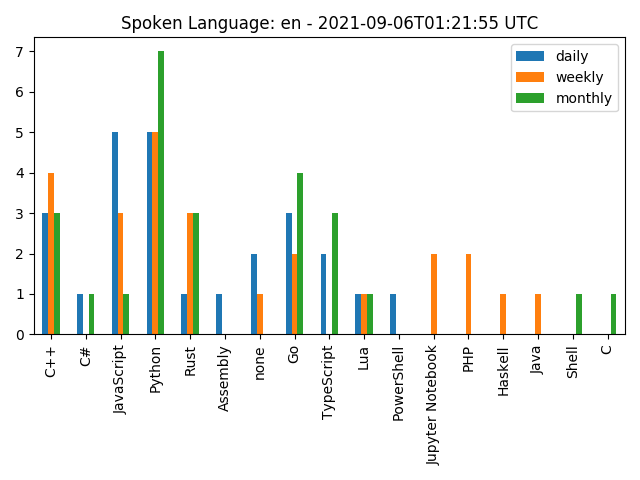 Spoken Language: en - 2021-09-06T01:21:55 UTC
daily
weekly
monthly
7
6
5
4
3
2
1
0
C++
C#
JavaScript
Python
Rust
Assembly
none
Go
TypeScript
Lua
PowerShell
Jupyter Notebook
PHP
Haskell
Java
Shell
C